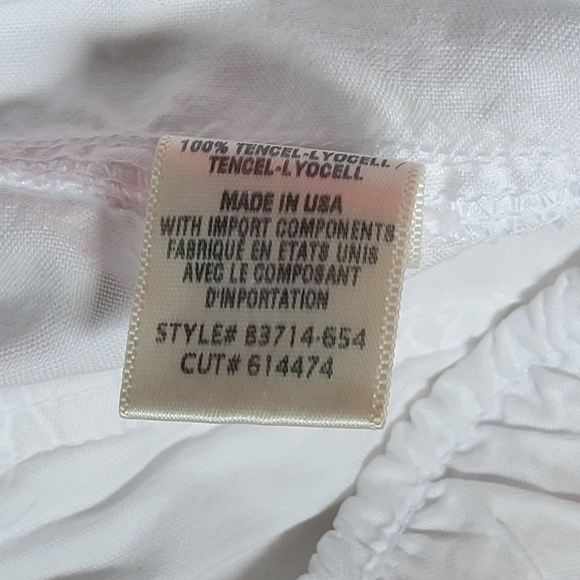 100% TENCEL-LYOCELL /
TENCEL-LYOCELL
MADE IN USA
WITH IMPORT COMPONENTS
FABRIQUE EN ETATS UNIS
AVEC LE COMPOSANT
D'INPORTATION
STYLE# 83714-654
CUT# 614474